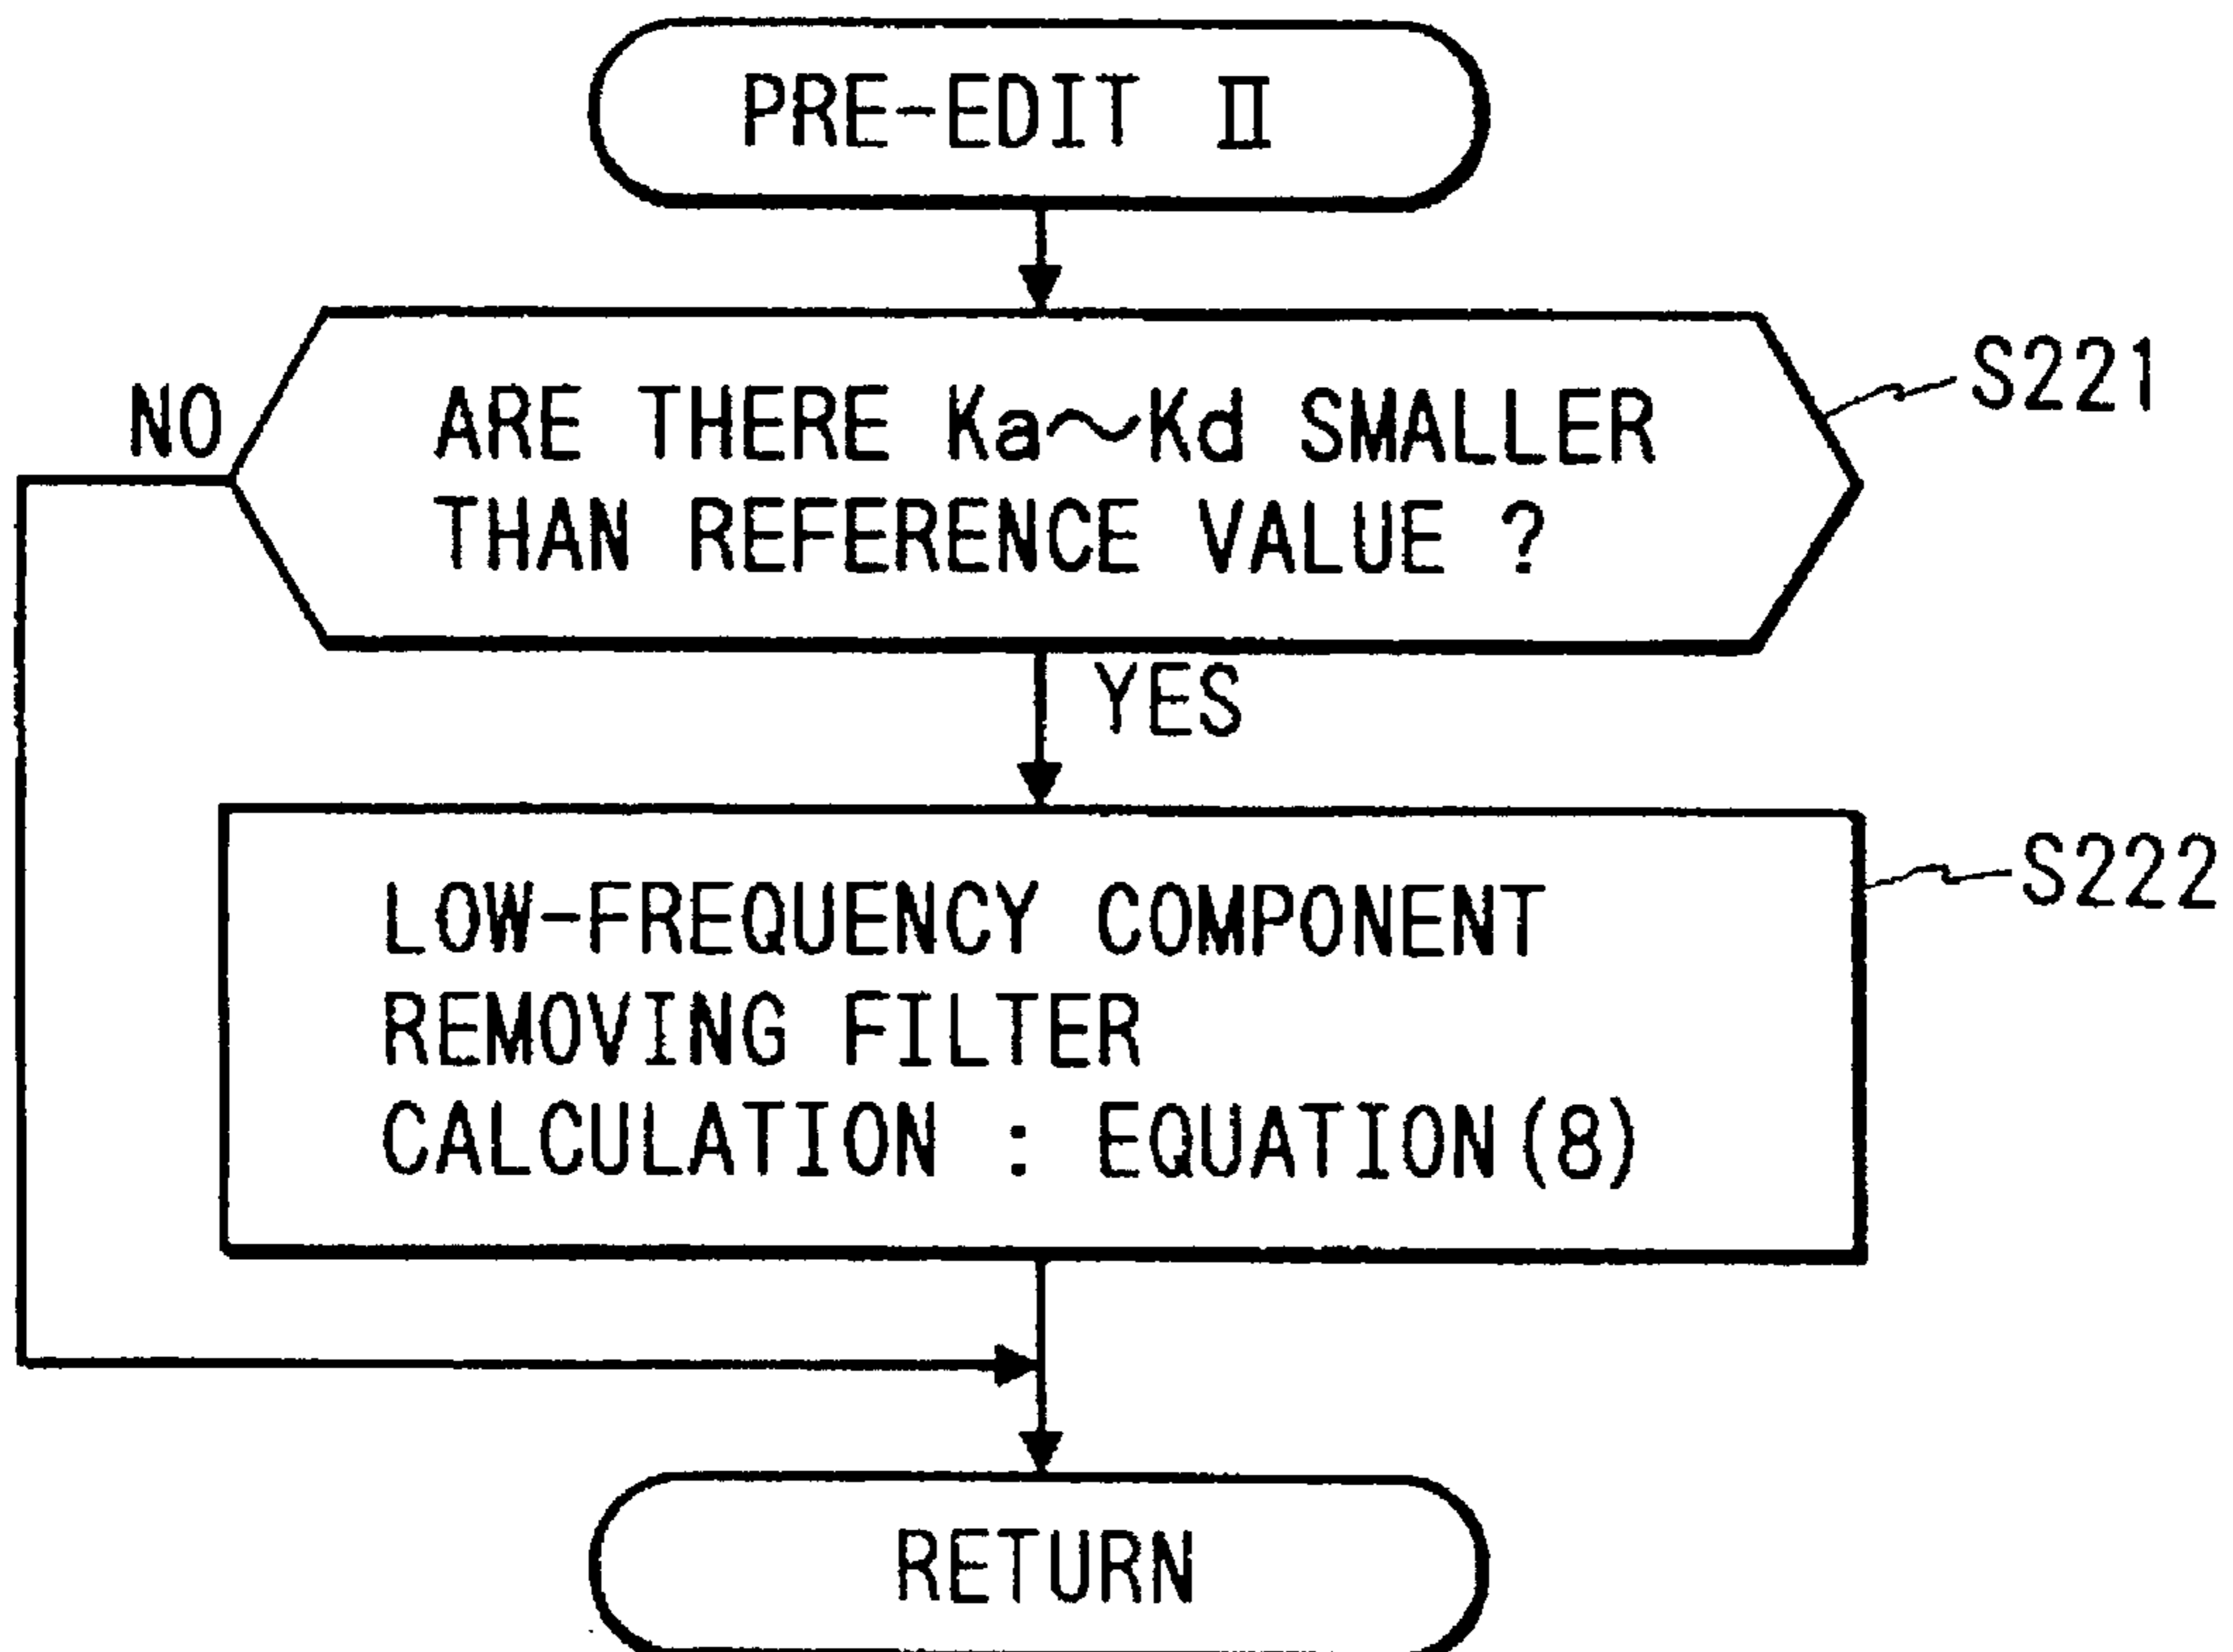 PRE-EDIT II
NO
ARE THERE Ka~Kd SMALLER
THAN REFERENCE VALUE ?
S221
YES
LOW-FREQUENCY COMPONENT
REMOVING FILTER
CALCULATION : EQUATION(8)
S222
RETURN